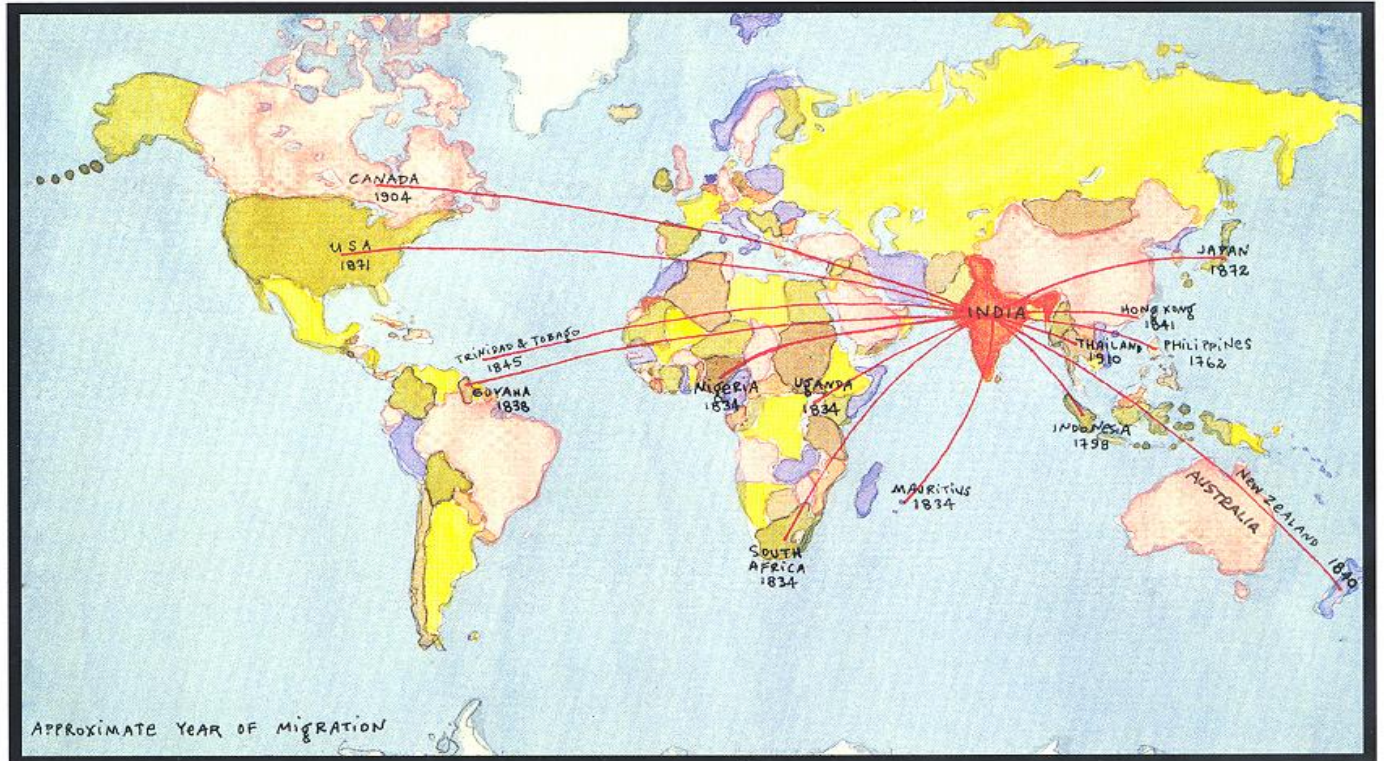 CANADA
1904
USA
1871
TRINIDAD & TOBAGO
1845
GUYAHA
1838
NIGERIA
1834
UGANDA
1834
SOUTH
AFRICA
1834
MAURITIUS
1834
INDIA
JAPAN
1872
HONG KONG
1841
THAILAND
1910
PHILIPPINES
1762
INDONESIA
1798
AUSTRALIA
NEW ZEALAND 1840
APPROXIMATE YEAR OF MIGRATION